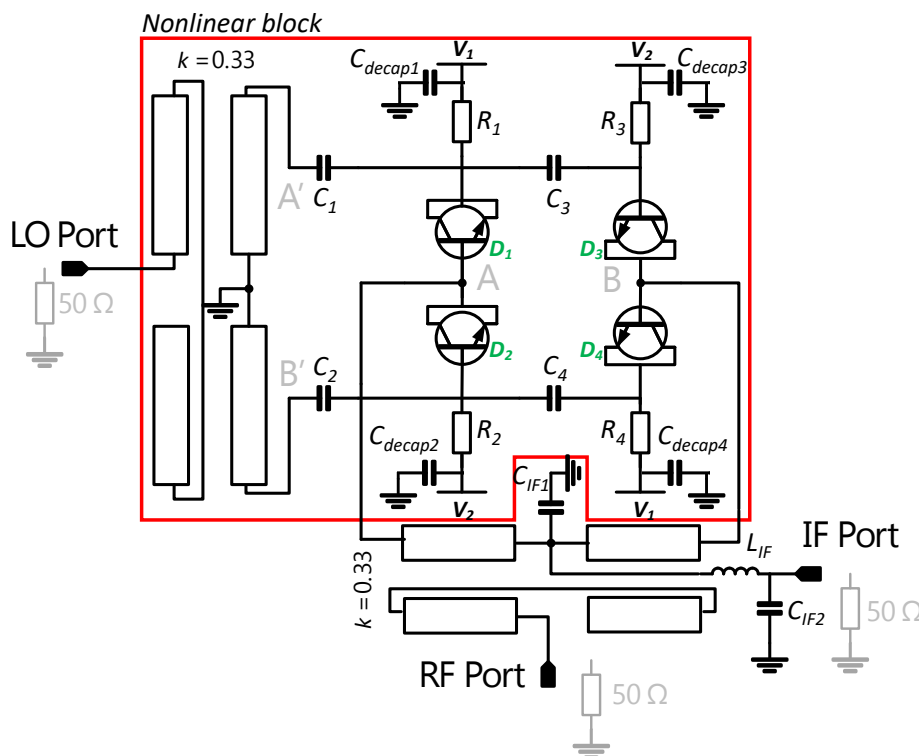 Nonlinear block
k = 0.33
V1
V2
Cdecap1
Cdecap3
R1
R3
A'
C1
C3
LO Port
D1
A
D3
B
50 Ω
D2
D4
B'
C2
C4
R2
R4
Cdecap2
Cdecap4
CIF1
V2
V1
k = 0.33
LIF
IF Port
CIF2
50 Ω
RF Port
50 Ω